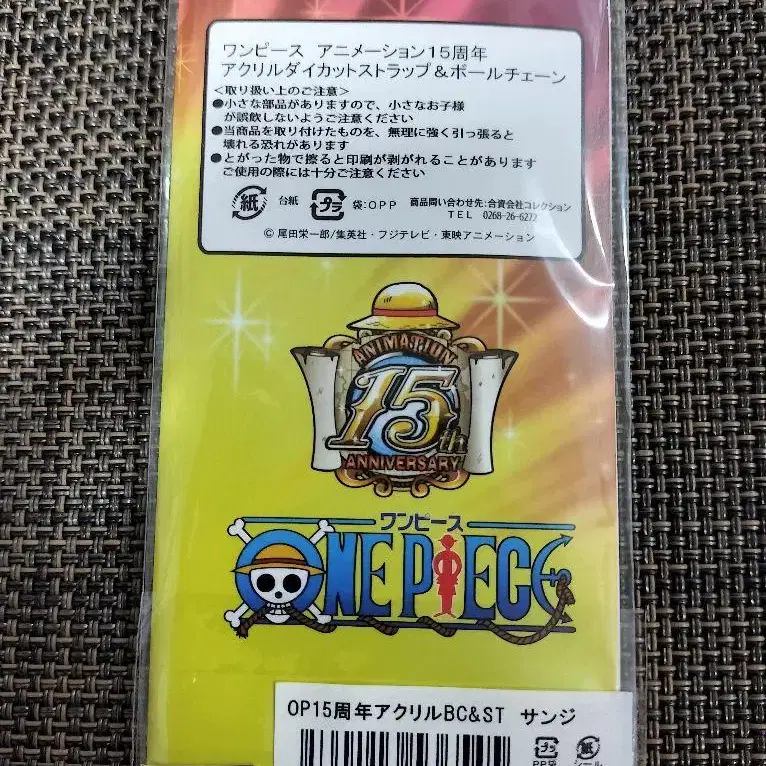 ワンピース アニメーション15周年
アクリルダイカットストラップ&ボールチェーン
<取り扱い上のご注意>
●小さな部品がありますので、小さなお子様
が誤飲しないようご注意ください
●当商品を取り付けたものを、無理に強く引っ張ると
壊れる恐れがあります
●とがった物で擦ると印刷が剥がれることがあります
ご使用の際には十分ご注意ください
紙 台紙 プラ 袋:OPP 商品問い合わせ先:合資会社コレクション
TEL 0268-26-6272
© 尾田栄一郎/集英社・フジテレビ・東映アニメーション
ANIMATION
15th
ANNIVERSARY
ワンピース
ONE PIECE
OP15周年アクリルBC&ST サンジ
プラ 紙
PP袋 シール